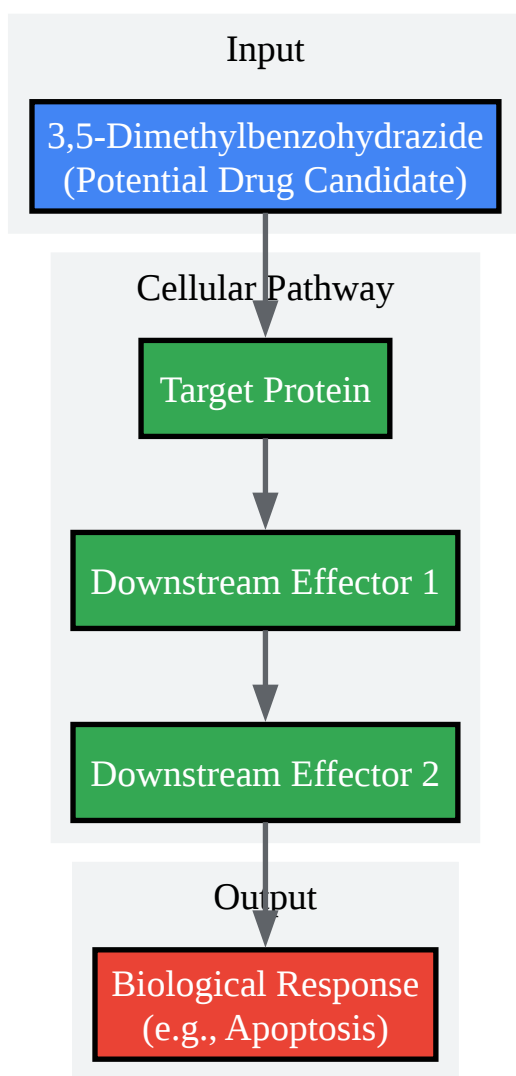 Input
3,5-Dimethylbenzohydrazide
(Potential Drug Candidate)
Cellular Pathway
Target Protein
Downstream Effector 1
Downstream Effector 2
Output
Biological Response
(e.g., Apoptosis)